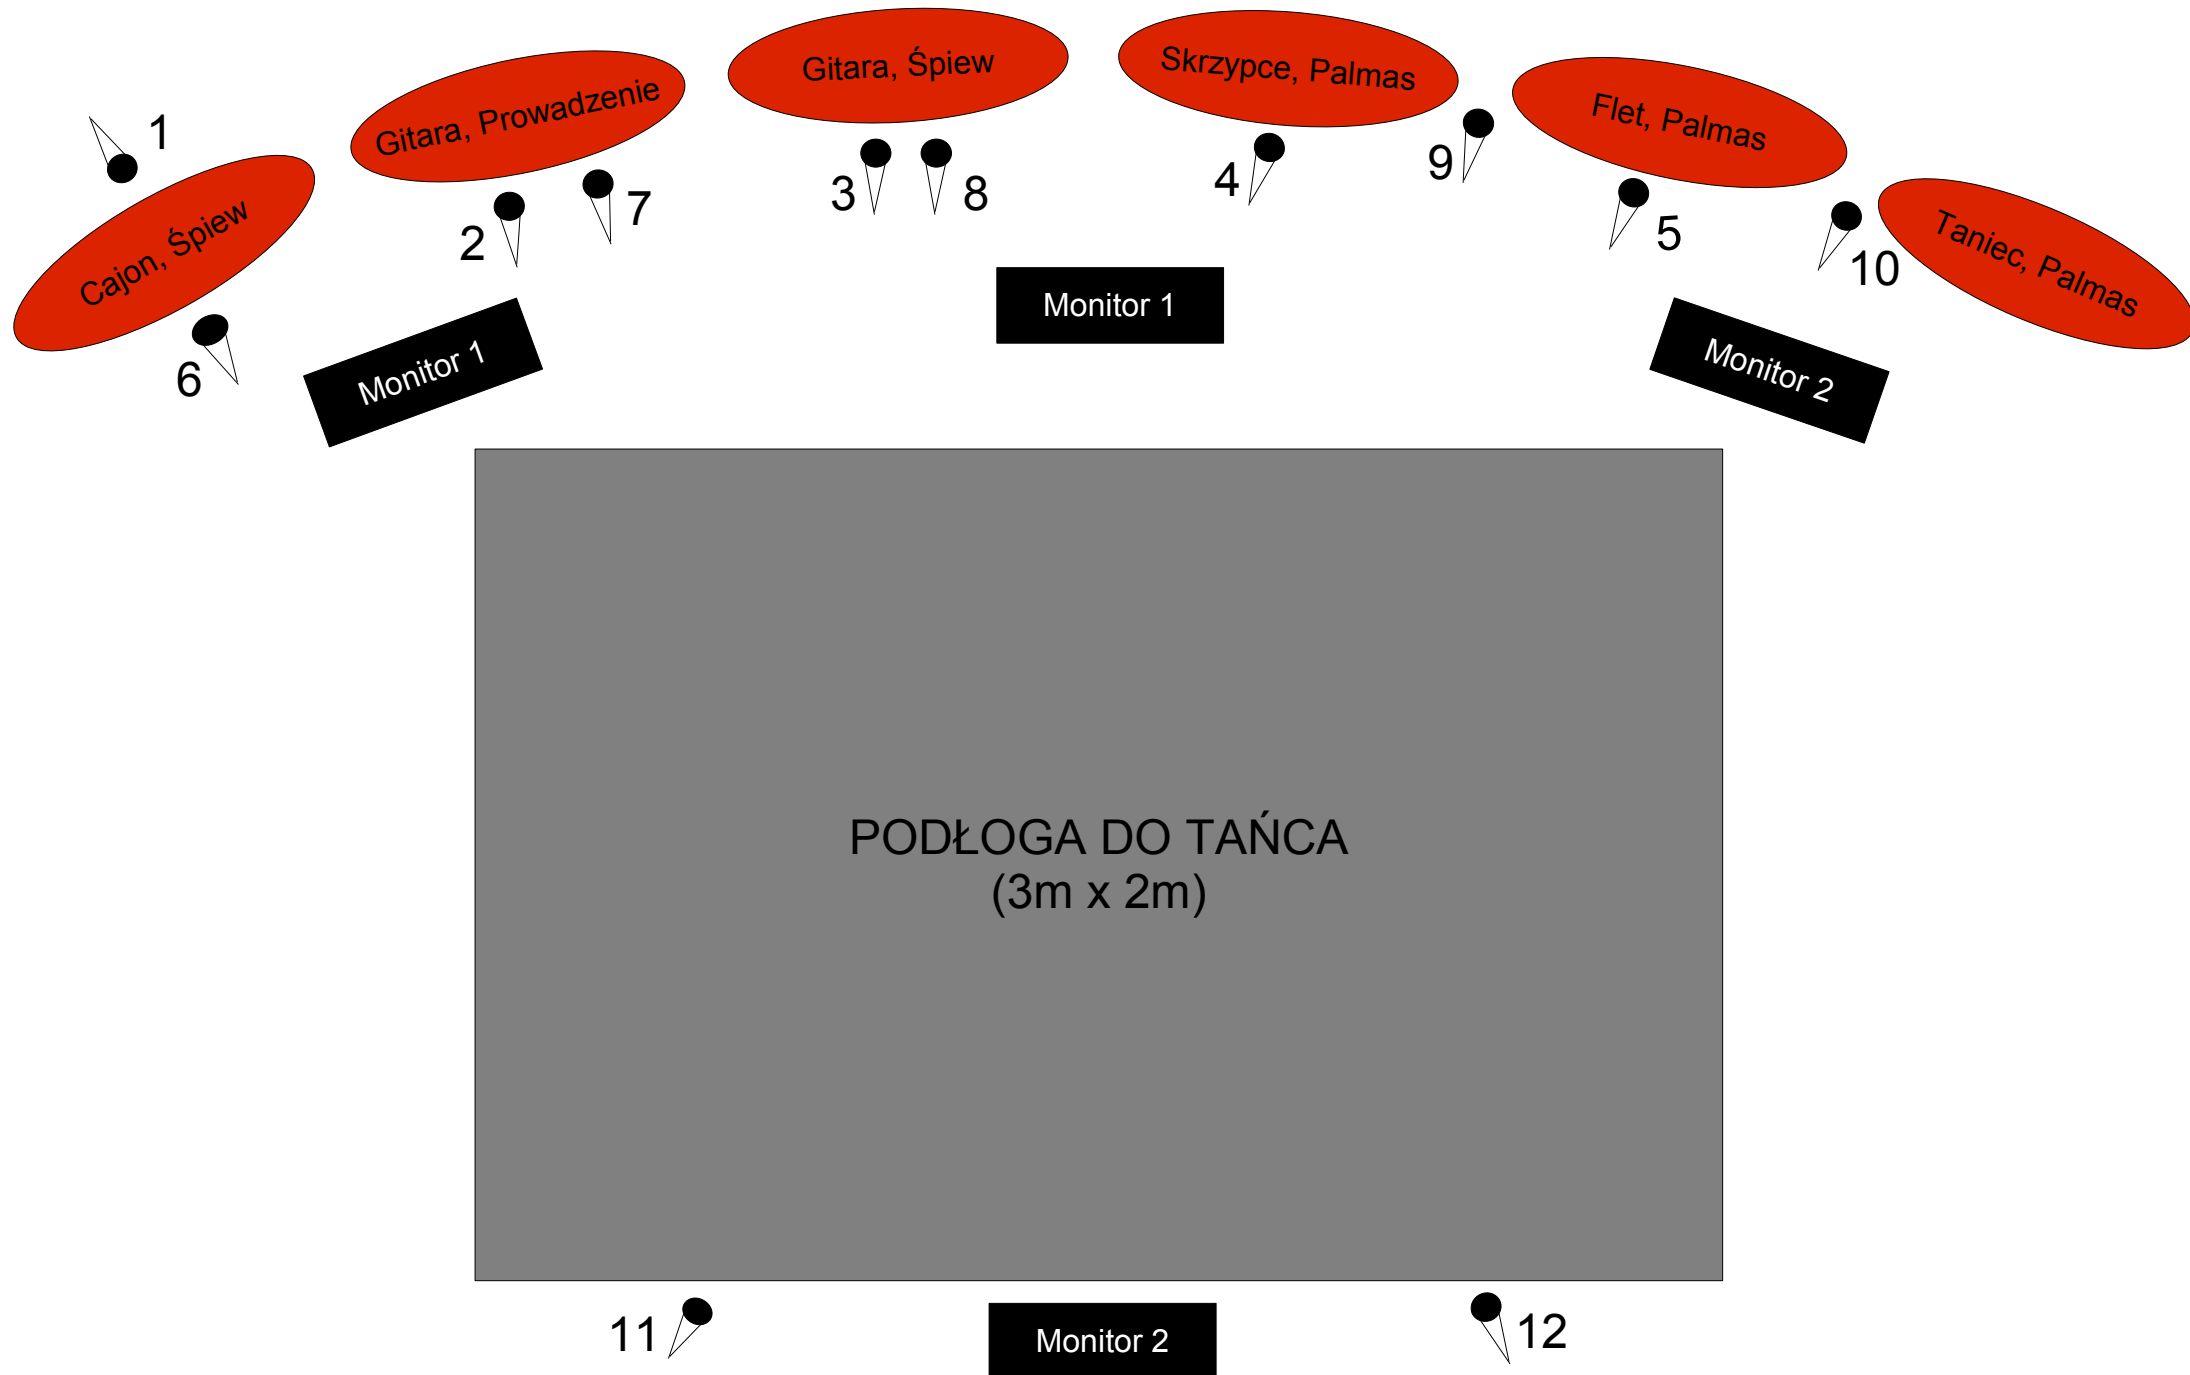 Gitara, Śpiew
Skrzypce, Palmas
Gitara, Prowadzenie
Flet, Palmas
1
9
3
8
4
2
7
5
10
Cajon, Śpiew
Taniec, Palmas
6
Monitor 1
Monitor 1
Monitor 2
PODŁOGA DO TAŃCA
(3m x 2m)
11
Monitor 2
12